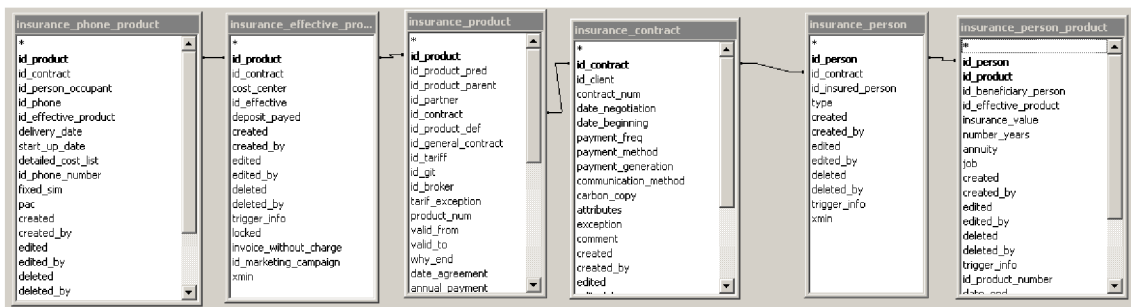 insurance_phone_product
*
id_product
id_contract
id_person_occupant
id_phone
id_effective_product
delivery_date
start_up_date
detailed_cost_list
id_phone_number
fixed_sim
pac
created
created_by
edited
edited_by
deleted
deleted_by
insurance_effective_pro...
*
id_product
id_contract
cost_center
id_effective
deposit_payed
created
created_by
edited
edited_by
deleted
deleted_by
trigger_info
locked
invoice_without_charge
id_marketing_campaign
xmin
insurance_product
*
id_product
id_product_pred
id_product_parent
id_partner
id_contract
id_product_def
id_general_contract
id_tariff
id_git
id_broker
tarif_exception
product_num
valid_from
valid_to
why_end
date_agreement
annual_payment
insurance_contract
*
id_contract
id_client
contract_num
date_negotiation
date_beginning
payment_freq
payment_method
payment_generation
communication_method
carbon_copy
attributes
exception
comment
created
created_by
edited
insurance_person
*
id_person
id_contract
id_insured_person
type
created
created_by
edited
edited_by
deleted
deleted_by
trigger_info
xmin
insurance_person_product
*
id_person
id_product
id_beneficiary_person
id_effective_product
insurance_value
number_years
annuity
job
created
created_by
edited
edited_by
deleted
deleted_by
trigger_info
id_product_number
date_end